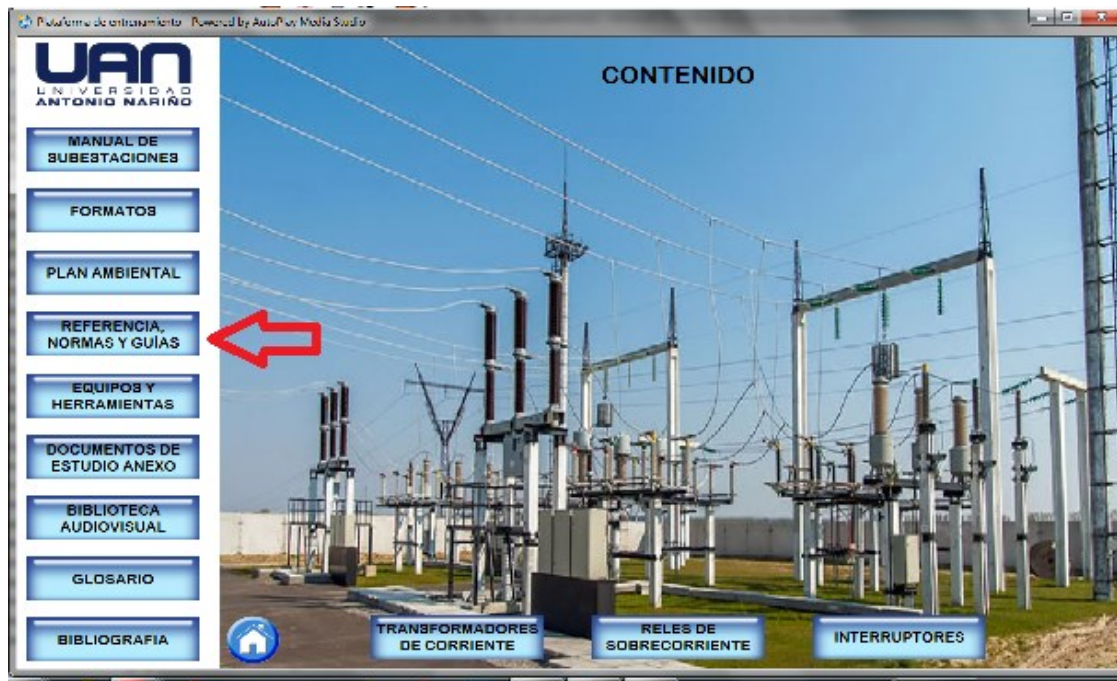 Plataforma de entrenamiento - Powered by AutoPlay Media Studio
UAN
UNIVERSIDAD
ANTONIO NARIÑO
CONTENIDO
MANUAL DE
SUBESTACIONES
FORMATOS
PLAN AMBIENTAL
REFERENCIA,
NORMAS Y GUÍAS
EQUIPOS Y
HERRAMIENTAS
DOCUMENTOS DE
ESTUDIO ANEXO
BIBLIOTECA
AUDIOVISUAL
GLOSARIO
BIBLIOGRAFIA
TRANSFORMADORES
DE CORRIENTE
RELES DE
SOBRECORRIENTE
INTERRUPTORES